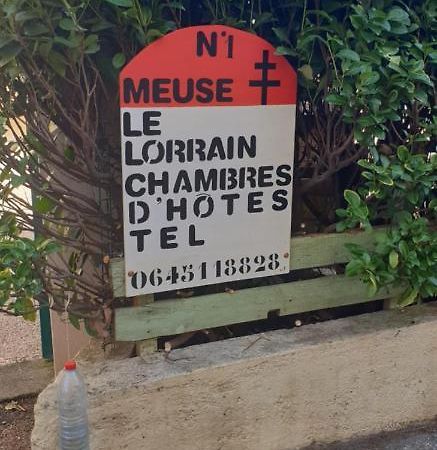 N°1
MEUSE
LE
LORRAIN
CHAMBRES
D'HÔTES
TEL
0645118828